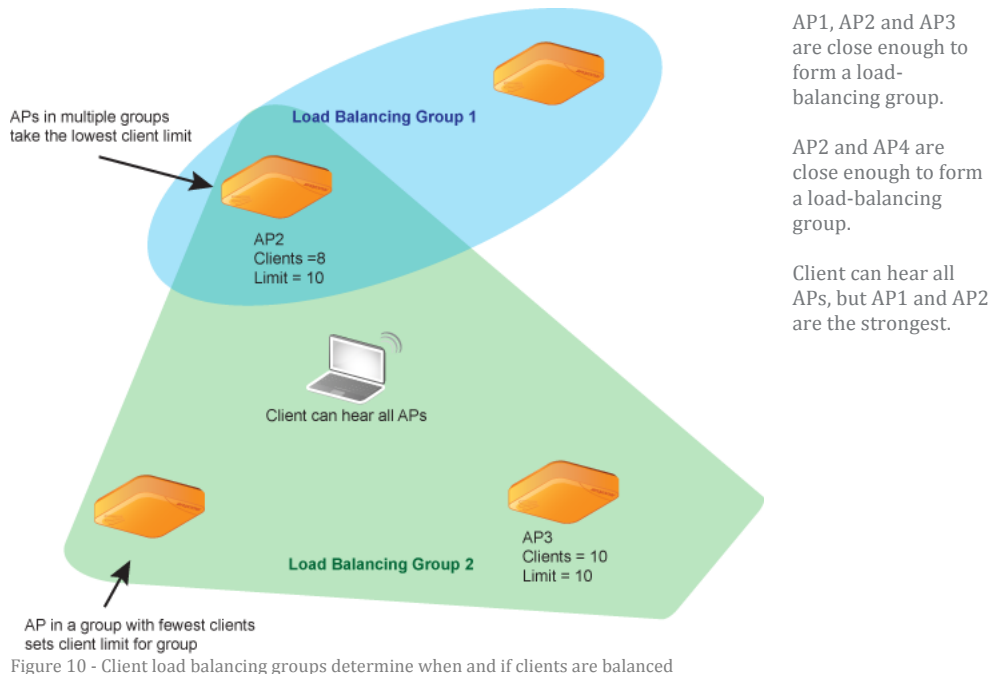 AP1, AP2 and AP3
are close enough to
form a load-
balancing group.
AP2 and AP4 are
close enough to form
a load-balancing
group.
Client can hear all
APs, but AP1 and AP2
are the strongest.
APs in multiple groups
take the lowest client limit
Load Balancing Group 1
AP2
Clients =8
Limit = 10
Client can hear all APs
AP3
Clients = 10
Limit = 10
Load Balancing Group 2
AP in a group with fewest clients
sets client limit for group
Figure 10 - Client load balancing groups determine when and if clients are balanced